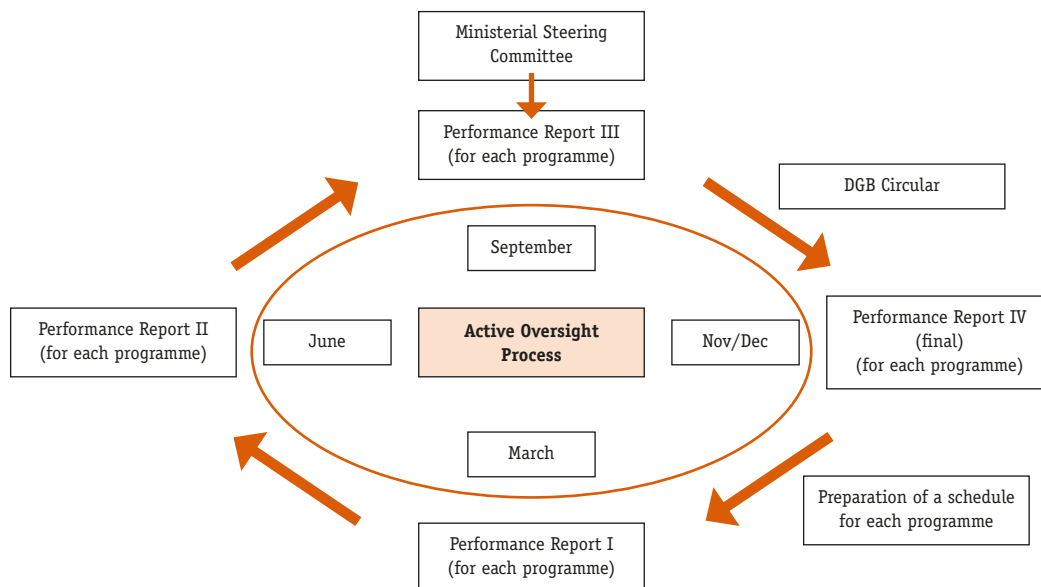 Ministerial Steering
Committee
Performance Report III
(for each programme)
DGB Circular
September
Performance Report II
(for each programme)
June
Active Oversight
Process
Nov/Dec
Performance Report IV
(final)
(for each programme)
March
Preparation of a schedule
for each programme
Performance Report I
(for each programme)